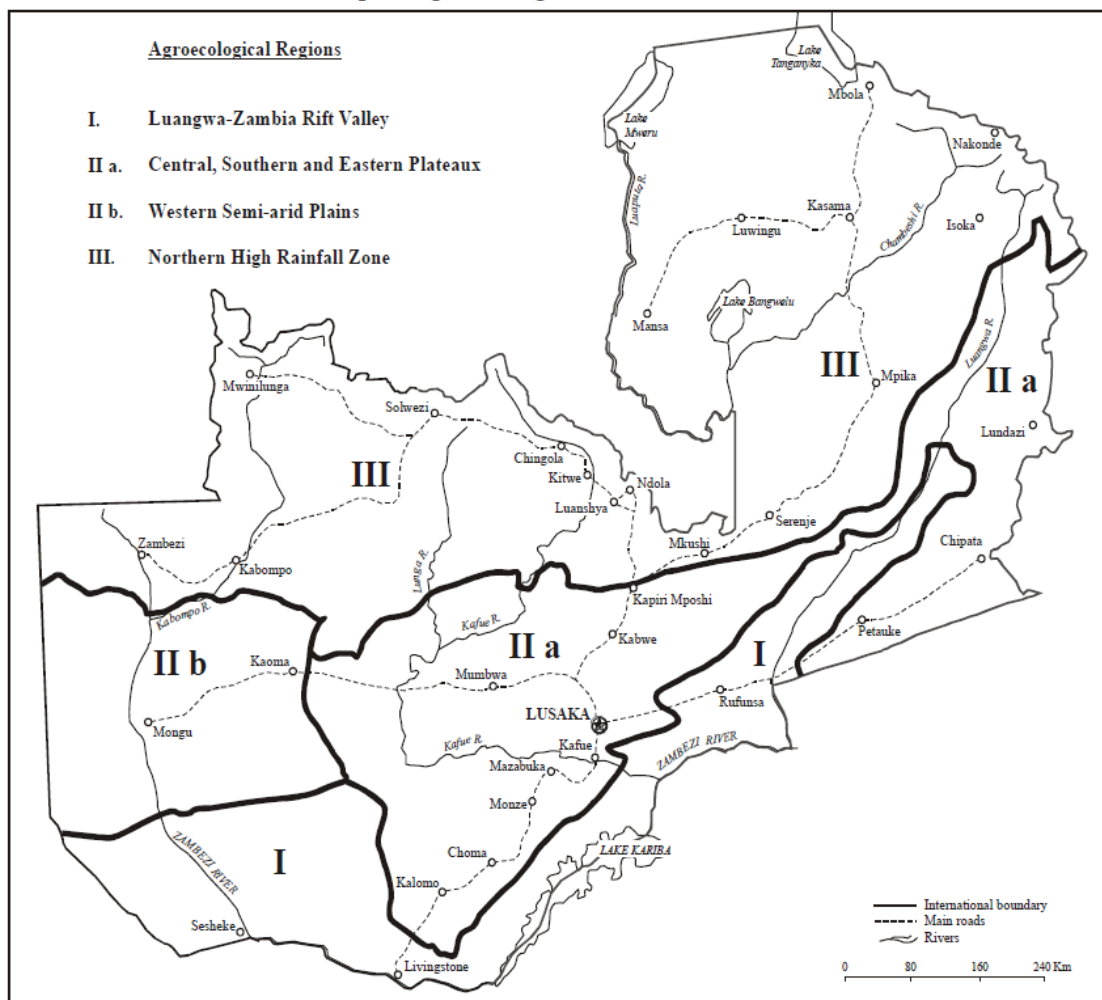 Agroecological Regions
I. Luangwa-Zambia Rift Valley
II a. Central, Southern and Eastern Plateaux
II b. Western Semi-arid Plains
III. Northern High Rainfall Zone
Lake
Tanganyika
Mbola
Lake
Mweru
Nakonde
Luapula R.
Chambeshi R.
Kasama
Luwingu
Isoka
Lake Bangwelu
Mansa
Luangwa R.
III
Mpika
II a
Mwinilunga
Solwezi
Lundazi
Chingola
III
Kitwe
Ndola
Luanshya
Serenje
Zambezi
Mkushi
Chipata
Kabompo
Lunga R.
Kapiri Mposhi
Kabompo R.
Kafue R.
Petauke
II a
Kabwe
I
II b
Kaoma
Mumbwa
Rufunsa
Mongu
LUSAKA
Kafue R.
Kafue
ZAMBEZI RIVER
Mazabuka
Monze
ZAMBEZI RIVER
I
Choma
LAKE KARIBA
Kalomo
Sesheke
Livingstone
International boundary
Main roads
Rivers
0 80 160 240 Km